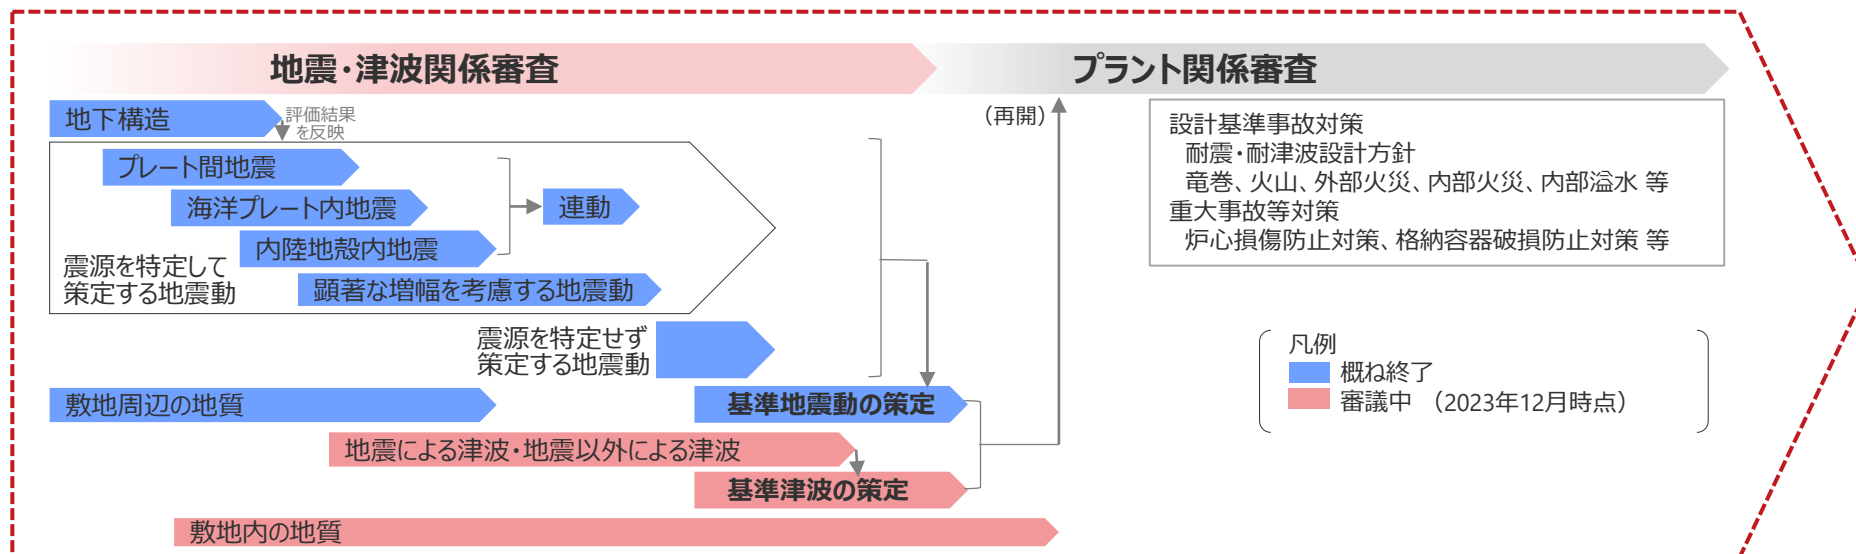 地震・津波関係審査
プラント関係審査
地下構造
評価結果
を反映
(再開)
プレート間地震
海洋プレート内地震
連動
内陸地殻内地震
震源を特定して
策定する地震動
顕著な増幅を考慮する地震動
震源を特定せず
策定する地震動
敷地周辺の地質
基準地震動の策定
地震による津波・地震以外による津波
基準津波の策定
敷地内の地質
設計基準事故対策
耐震・耐津波設計方針
竜巻、火山、外部火災、内部火災、内部溢水 等
重大事故等対策
炉心損傷防止対策、格納容器破損防止対策 等
凡例
概ね終了
審議中 (2023年12月時点)